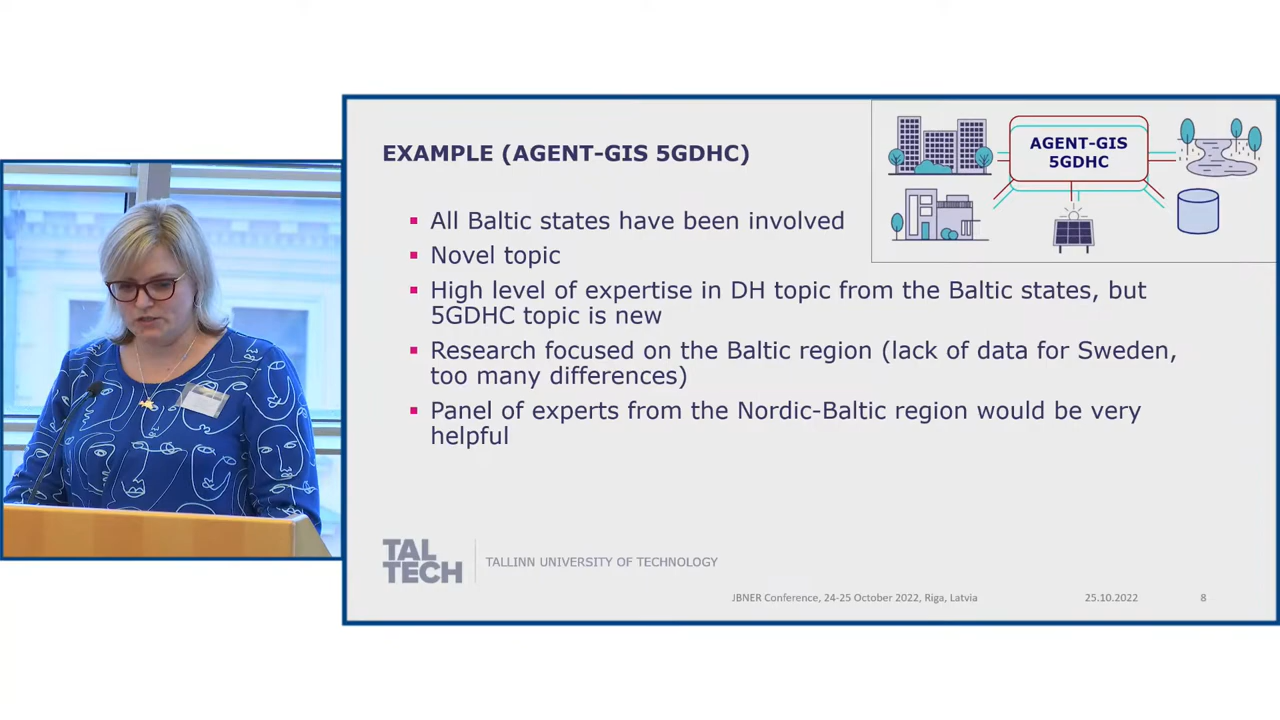 EXAMPLE (AGENT-GIS 5GDHC)
AGENT-GIS
5GDHC
All Baltic states have been involved
Novel topic
High level of expertise in DH topic from the Baltic states, but
5GDHC topic is new
Research focused on the Baltic region (lack of data for Sweden,
too many differences)
Panel of experts from the Nordic-Baltic region would be very
helpful
TAL
TECH
TALLINN UNIVERSITY OF TECHNOLOGY
JBNER Conference, 24-25 October 2022, Riga, Latvia
25.10.2022
8